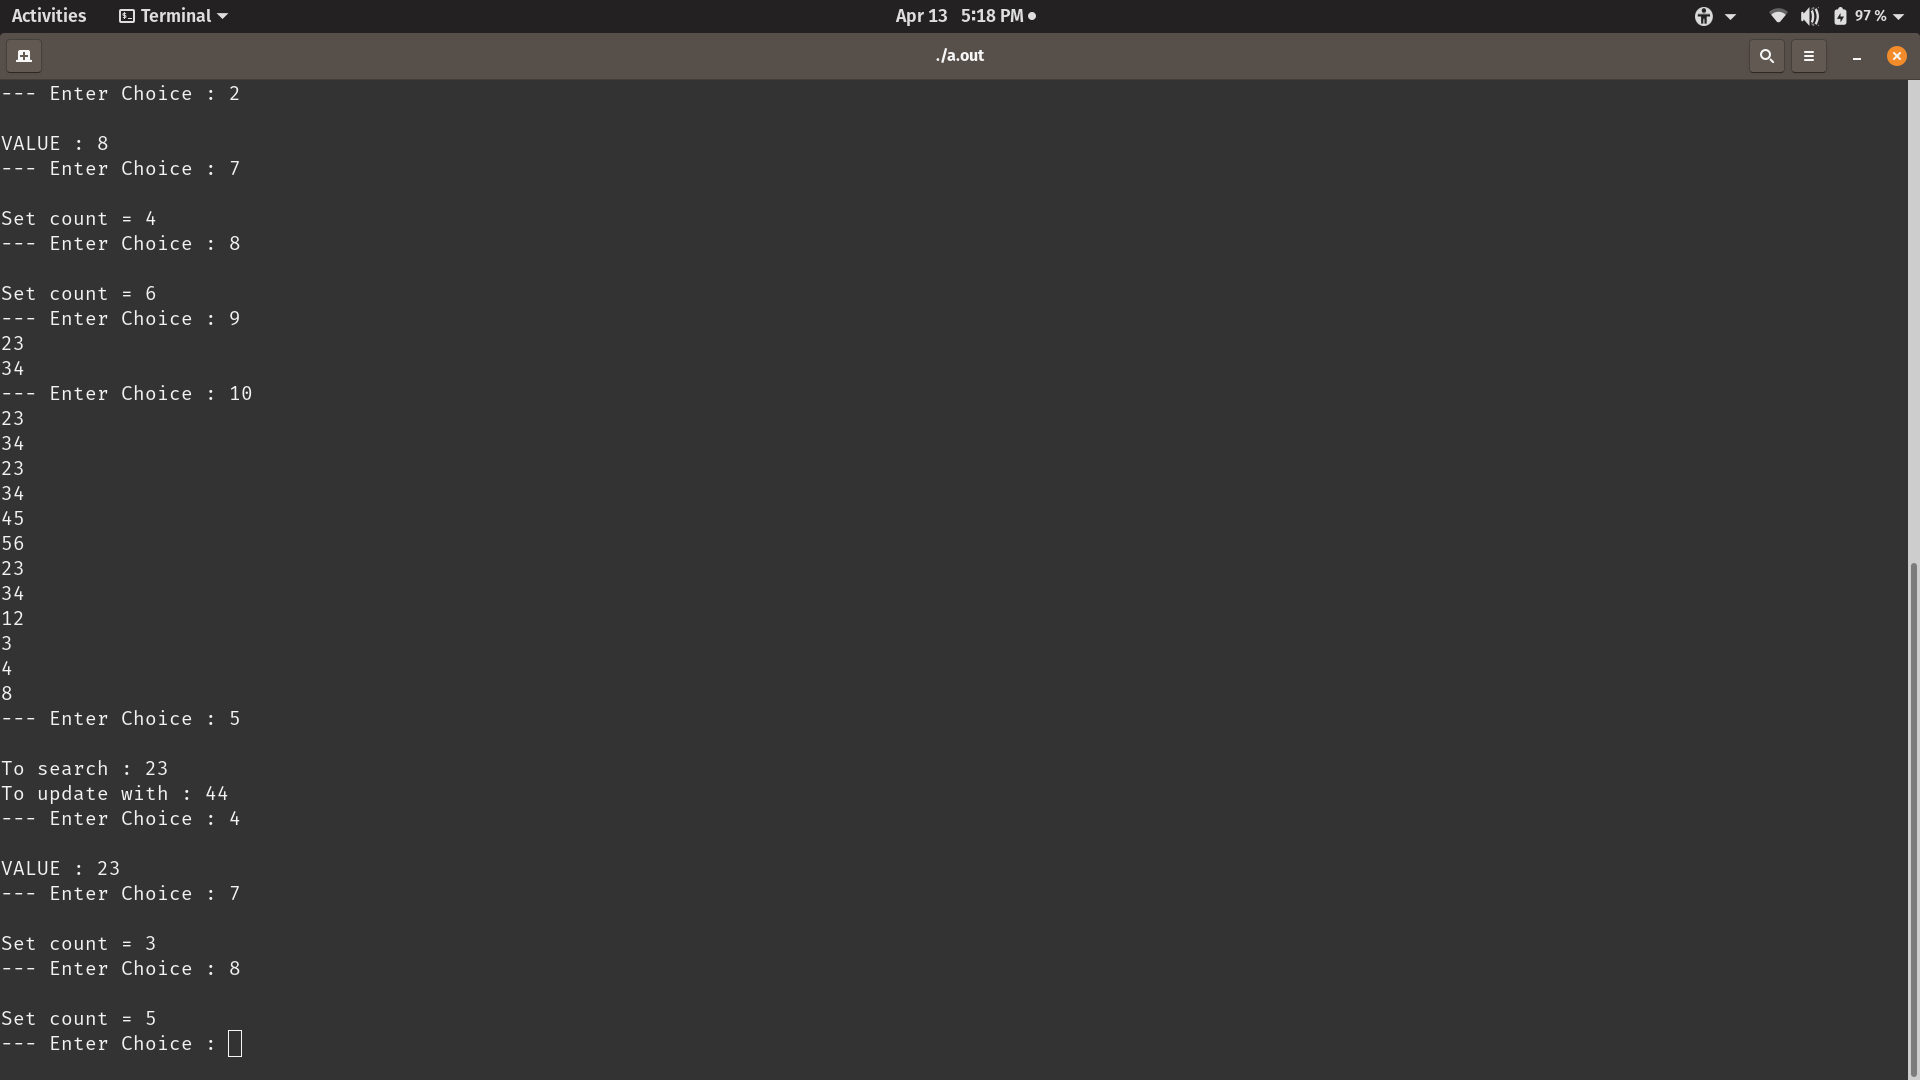 Activities Terminal Apr 13 5:18 PM 97 %
./a.out
--- Enter Choice : 2
VALUE : 8
--- Enter Choice : 7
Set count = 4
--- Enter Choice : 8
Set count = 6
--- Enter Choice : 9
23
34
--- Enter Choice : 10
23
34
23
34
45
56
23
34
12
3
4
8
--- Enter Choice : 5
To search : 23
To update with : 44
--- Enter Choice : 4
VALUE : 23
--- Enter Choice : 7
Set count = 3
--- Enter Choice : 8
Set count = 5
--- Enter Choice :